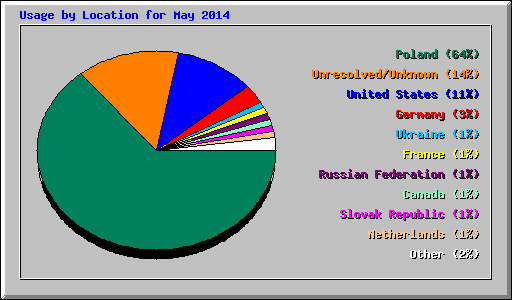 Usage by Location for May 2014
Poland (64%)
Unresolved/Unknown (14%)
United States (11%)
Germany (3%)
Ukraine (1%)
France (1%)
Russian Federation (1%)
Canada (1%)
Slovak Republic (1%)
Netherlands (1%)
Other (2%)